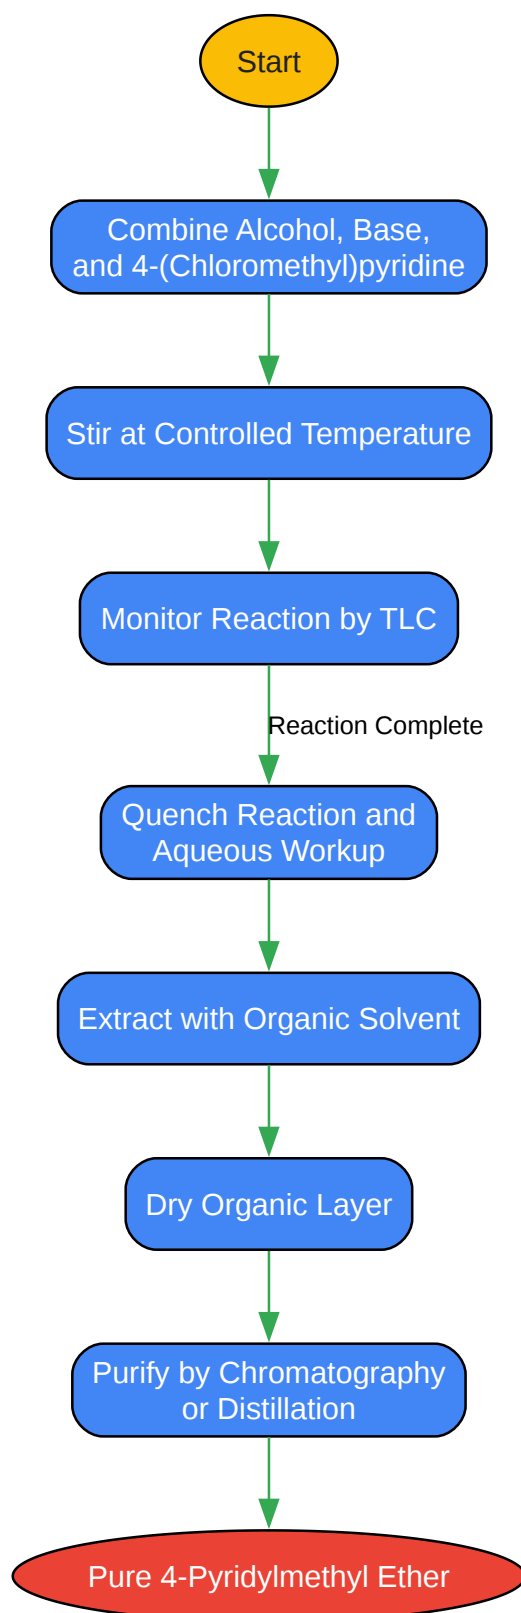 Start
Combine Alcohol, Base,
and 4-(Chloromethyl)pyridine
Stir at Controlled Temperature
Monitor Reaction by TLC
Reaction Complete
Quench Reaction and
Aqueous Workup
Extract with Organic Solvent
Dry Organic Layer
Purify by Chromatography
or Distillation
Pure 4-Pyridylmethyl Ether